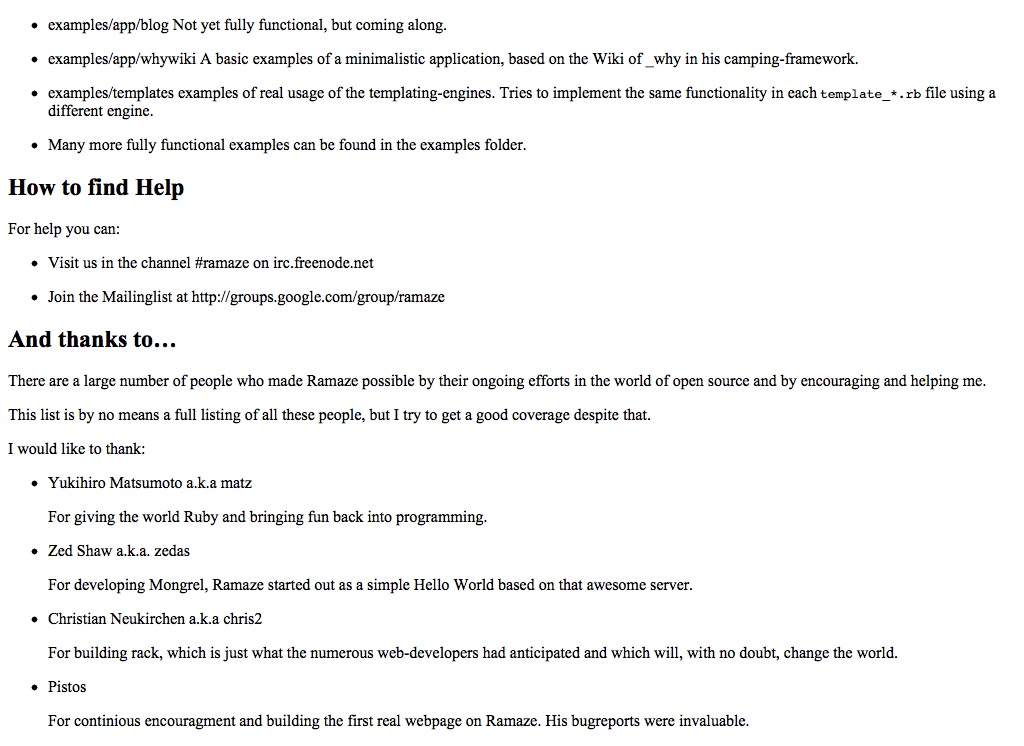 • examples/app/blog Not yet fully functional, but coming along.
• examples/app/whywiki A basic examples of a minimalistic application, based on the Wiki of _why in his camping-framework.
• examples/templates examples of real usage of the templating-engines. Tries to implement the same functionality in each template_*.rb file using a
different engine.
• Many more fully functional examples can be found in the examples folder.
How to find Help
For help you can:
• Visit us in the channel #ramaze on irc.freenode.net
• Join the Mailinglist at http://groups.google.com/group/ramaze
And thanks to…
There are a large number of people who made Ramaze possible by their ongoing efforts in the world of open source and by encouraging and helping me.
This list is by no means a full listing of all these people, but I try to get a good coverage despite that.
I would like to thank:
• Yukihiro Matsumoto a.k.a matz
For giving the world Ruby and bringing fun back into programming.
• Zed Shaw a.k.a. zedas
For developing Mongrel, Ramaze started out as a simple Hello World based on that awesome server.
• Christian Neukirchen a.k.a chris2
For building rack, which is just what the numerous web-developers had anticipated and which will, with no doubt, change the world.
• Pistos
For continious encouragment and building the first real webpage on Ramaze. His bugreports were invaluable.